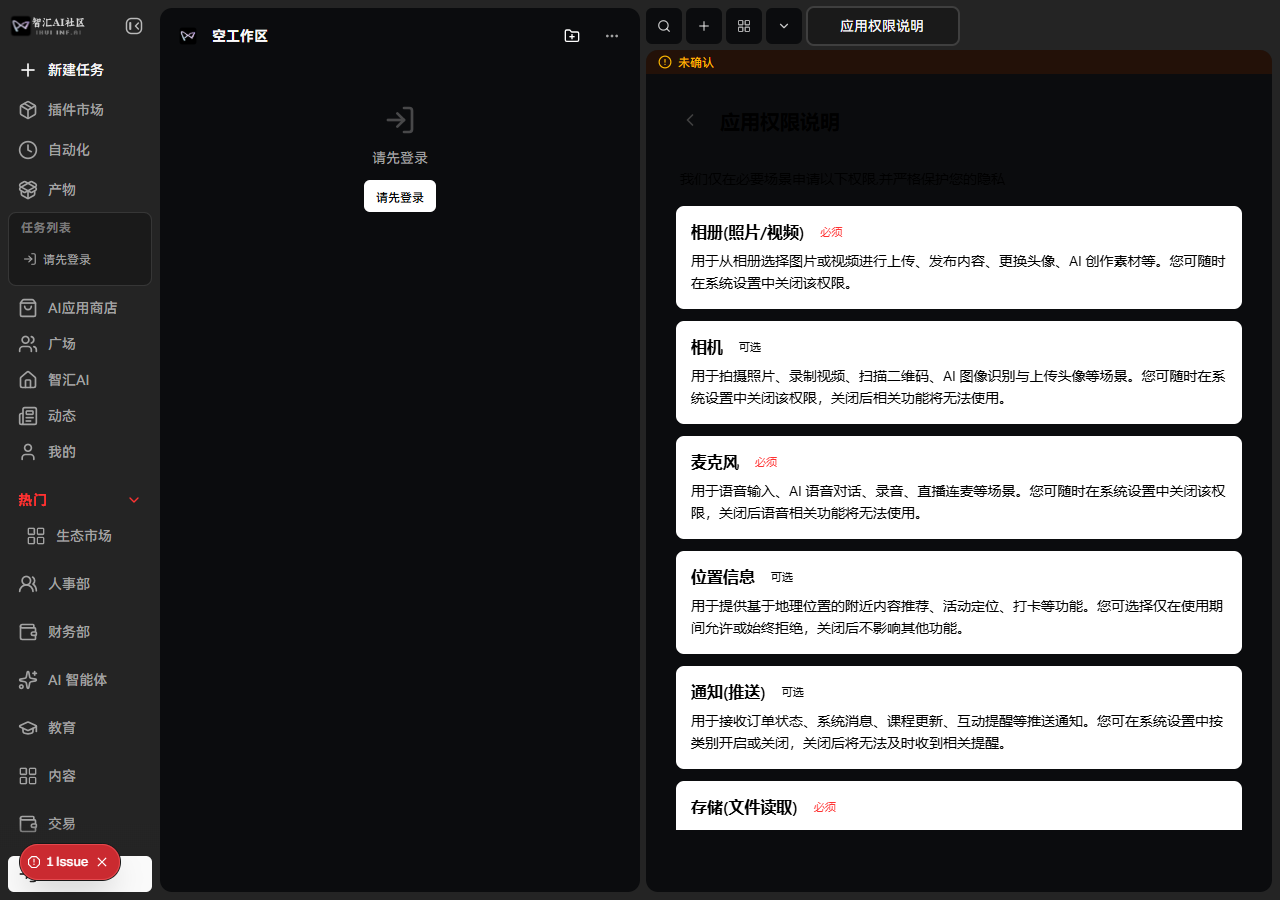 智汇AI社区
IHUI INF.AI
新建任务
插件市场
自动化
产物
任务列表
请先登录
AI应用商店
广场
智汇AI
动态
我的
热门
生态市场
人事部
财务部
AI 智能体
教育
内容
交易
1 Issue
空工作区
请先登录
请先登录
应用权限说明
未确认
应用权限说明
我们仅在必要场景申请以下权限,并严格保护您的隐私
相册(照片/视频) 必须
用于从相册选择图片或视频进行上传、发布内容、更换头像、AI 创作素材等。您可随时
在系统设置中关闭该权限。
相机 可选
用于拍摄照片、录制视频、扫描二维码、AI 图像识别与上传头像等场景。您可随时在系
统设置中关闭该权限，关闭后相关功能将无法使用。
麦克风 必须
用于语音输入、AI 语音对话、录音、直播连麦等场景。您可随时在系统设置中关闭该权
限，关闭后语音相关功能将无法使用。
位置信息 可选
用于提供基于地理位置的附近内容推荐、活动定位、打卡等功能。您可选择仅在使用期
间允许或始终拒绝，关闭后不影响其他功能。
通知(推送) 可选
用于接收订单状态、系统消息、课程更新、互动提醒等推送通知。您可在系统设置中按
类别开启或关闭，关闭后将无法及时收到相关提醒。
存储(文件读取) 必须